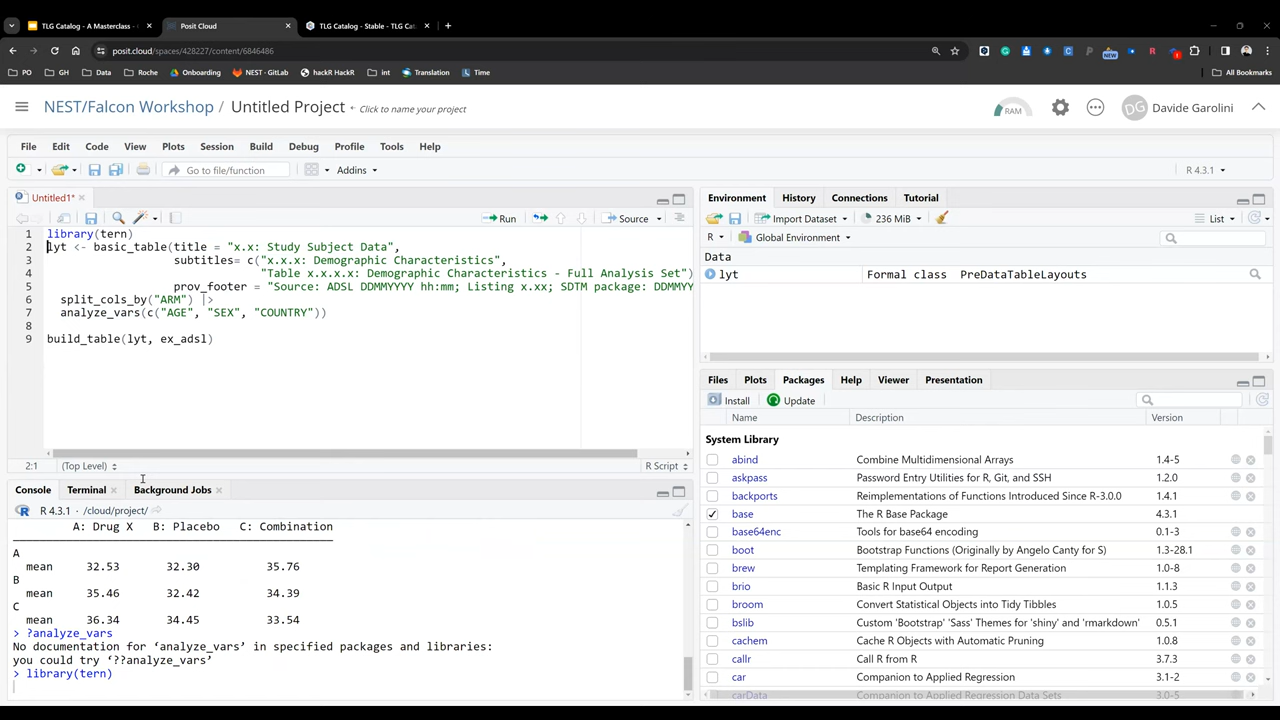 TLG Catalog - A Masterclass -
Posit Cloud
TLG Catalog - Stable - TLG Cat
posit.cloud/spaces/428227/content/6846486
PO
GH
Data
Roche
Onboarding
NEST - GitLab
hackR HackR
int
Translation
Time
All Bookmarks
NEST/Falcon Workshop / Untitled Project
Click to name your project
RAM
DG
Davide Garolini
File Edit Code View Plots Session Build Debug Profile Tools Help
Go to file/function
Addins
R 4.3.1
Untitled1*
Run
Source
1 library(tern)
2 lyt <- basic_table(title = "x.x: Study Subject Data",
3 subtitles= c("x.x.x: Demographic Characteristics",
4 "Table x.x.x.x: Demographic Characteristics - Full Analysis Set")
5 prov_footer = "Source: ADSL DDMMYYYY hh:mm; Listing x.xx; SDTM package: DDMMYY
6 split_cols_by("ARM") |>
7 analyze_vars(c("AGE", "SEX", "COUNTRY"))
8
9 build_table(lyt, ex_adsl)
2:1 (Top Level) R Script
Console Terminal Background Jobs
R 4.3.1 · /cloud/project/
A: Drug X B: Placebo C: Combination
A
mean 32.53 32.30 35.76
B
mean 35.46 32.42 34.39
C
mean 36.34 34.45 33.54
> ?analyze_vars
No documentation for ‘analyze_vars’ in specified packages and libraries:
you could try ‘??analyze_vars’
> library(tern)
Environment History Connections Tutorial
Import Dataset 236 MiB List
R Global Environment
Data
lyt Formal class PreDataTableLayouts
Files Plots Packages Help Viewer Presentation
Install Update
Name Description Version
System Library
abind Combine Multidimensional Arrays 1.4-5
askpass Password Entry Utilities for R, Git, and SSH 1.2.0
backports Reimplementations of Functions Introduced Since R-3.0.0 1.4.1
base The R Base Package 4.3.1
base64enc Tools for base64 encoding 0.1-3
boot Bootstrap Functions (Originally by Angelo Canty for S) 1.3-28.1
brew Templating Framework for Report Generation 1.0-8
brio Basic R Input Output 1.1.3
broom Convert Statistical Objects into Tidy Tibbles 1.0.5
bslib Custom 'Bootstrap' 'Sass' Themes for 'shiny' and 'rmarkdown' 0.5.1
cachem Cache R Objects with Automatic Pruning 1.0.8
callr Call R from R 3.7.3
car Companion to Applied Regression 3.1-2
carData Companion to Applied Regression Data Sets 3.0-5